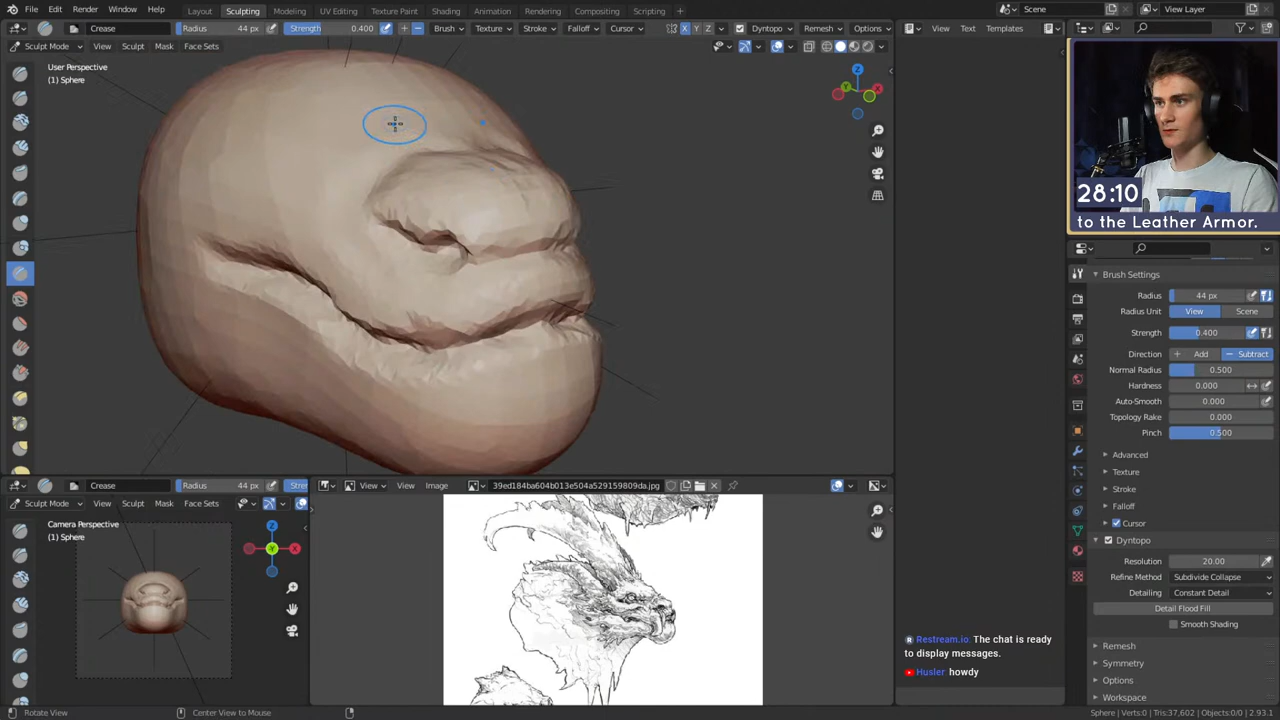 File Edit Render Window Help
Layout Sculpting Modeling UV Editing Texture Paint Shading Animation Rendering Compositing Scripting +
Scene
View Layer
Crease Radius 44 px Strength 0.400 Brush Texture Stroke Falloff Cursor X Y Z Dyntopo Remesh Options
View Text Templates
Sculpt Mode View Sculpt Mask Face Sets
User Perspective
(1) Sphere
Z
Y X
28:10
to the Leather Armor.
Brush Settings
Radius 44 px
Radius Unit View Scene
Strength 0.400
Direction + Add − Subtract
Normal Radius 0.500
Hardness 0.000
Auto-Smooth 0.000
Topology Rake 0.000
Pinch 0.500
Advanced
Texture
Stroke
Falloff
Cursor
Dyntopo
Resolution 20.00
Refine Method Subdivide Collapse
Detailing Constant Detail
Detail Flood Fill
Smooth Shading
Remesh
Symmetry
Options
Workspace
Crease Radius 44 px Stren
Sculpt Mode View Sculpt Mask Face Sets
Camera Perspective
(1) Sphere
Z
Y X
View View Image 39ed184ba604b013e504a529159809da.jpg
Restream.io The chat is ready
to display messages.
Husler howdy
Rotate View Center View to Mouse
Sphere | Verts:0 | Tris:37,602 | Objects:0/0 | 2.93.1